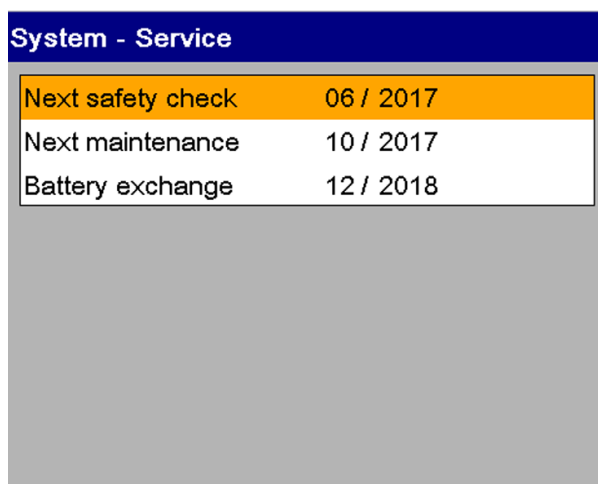 System - Service
Next safety check 06 / 2017
Next maintenance 10 / 2017
Battery exchange 12 / 2018